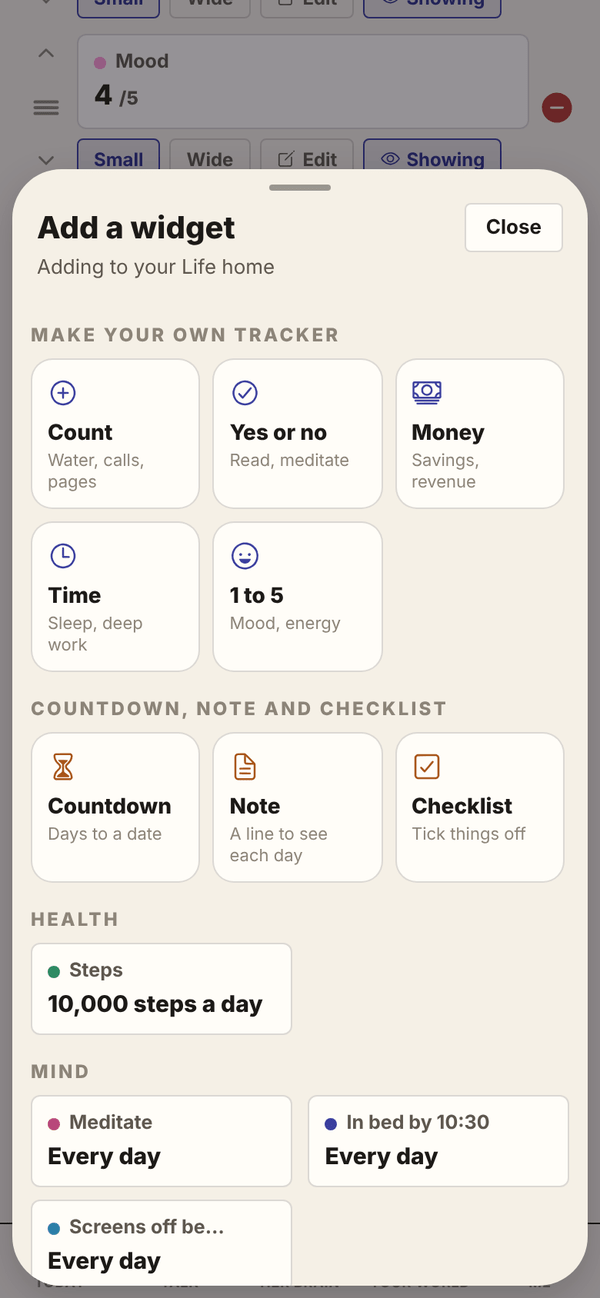 Small Wide Edit Showing
Mood
4 /5
Small Wide Edit Showing
Add a widget
Close
Adding to your Life home
MAKE YOUR OWN TRACKER
Count
Water, calls,
pages
Yes or no
Read, meditate
Money
Savings,
revenue
Time
Sleep, deep
work
1 to 5
Mood, energy
COUNTDOWN, NOTE AND CHECKLIST
Countdown
Days to a date
Note
A line to see
each day
Checklist
Tick things off
HEALTH
Steps
10,000 steps a day
MIND
Meditate
Every day
In bed by 10:30
Every day
Screens off be...
Every day